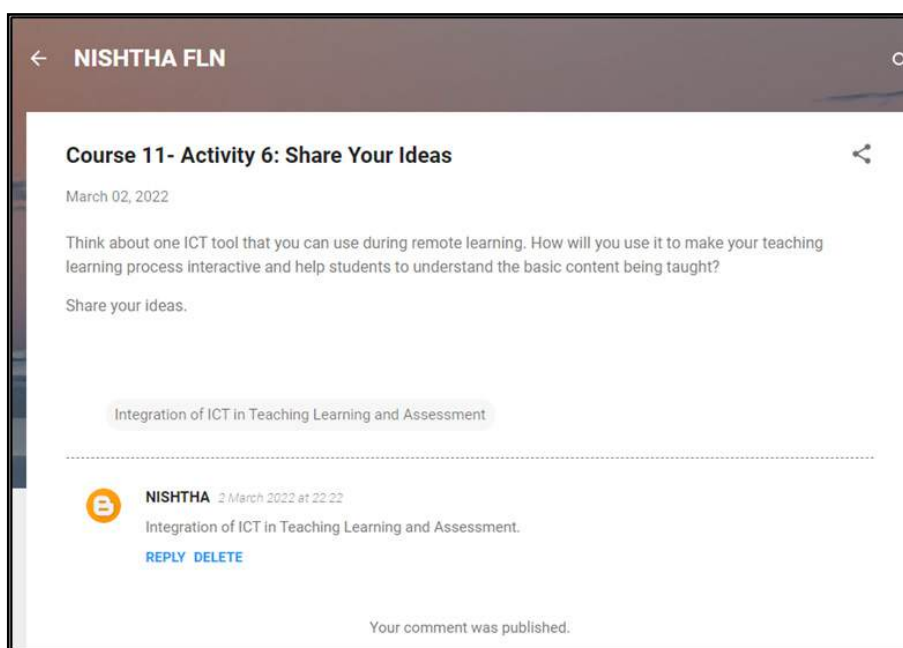 NISHTHA FLN
Course 11- Activity 6: Share Your Ideas
March 02, 2022
Think about one ICT tool that you can use during remote learning. How will you use it to make your teaching
learning process interactive and help students to understand the basic content being taught?
Share your ideas.
Integration of ICT in Teaching Learning and Assessment
NISHTHA 2 March 2022 at 22:22
Integration of ICT in Teaching Learning and Assessment.
REPLY DELETE
Your comment was published.